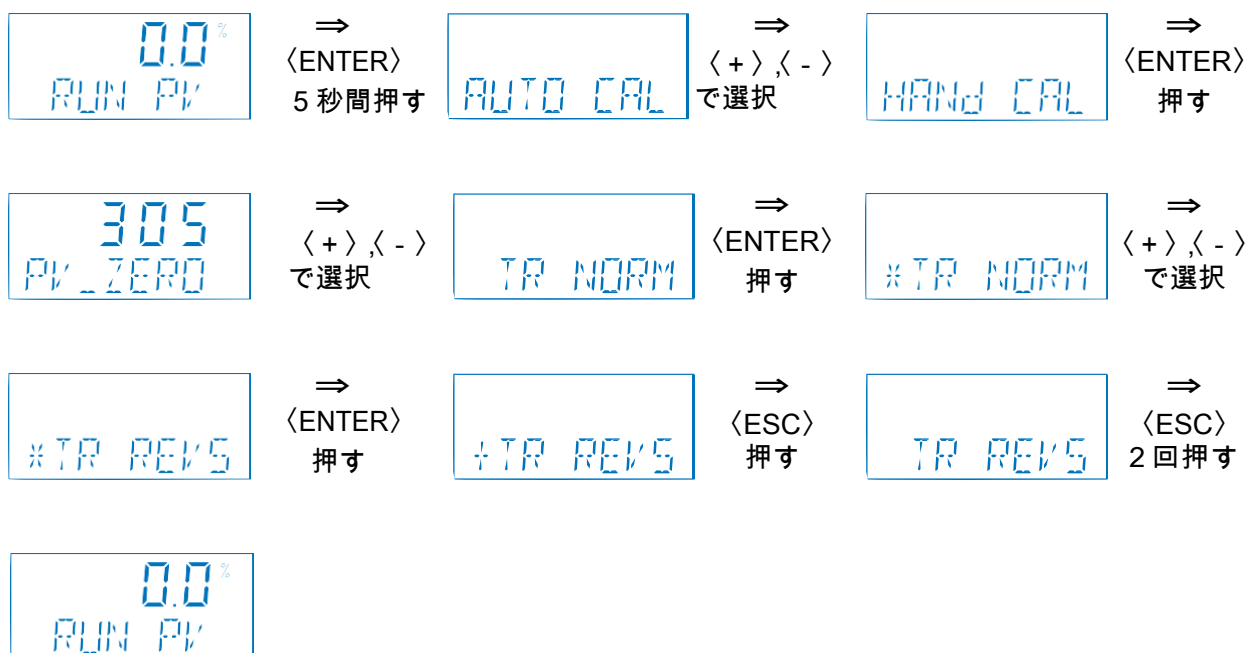 0.0%
RUN PV
⇒
〈ENTER〉
5 秒間押す
AUTO CAL
⇒
〈 + 〉,〈 - 〉
で選択
HANd CAL
⇒
〈ENTER〉
押す
305
PV_ZERO
⇒
〈 + 〉,〈 - 〉
で選択
TR NORM
⇒
〈ENTER〉
押す
*TR NORM
⇒
〈 + 〉,〈 - 〉
で選択
*TR REVS
⇒
〈ENTER〉
押す
+TR REVS
⇒
〈ESC〉
押す
TR REVS
⇒
〈ESC〉
2 回押す
0.0%
RUN PV